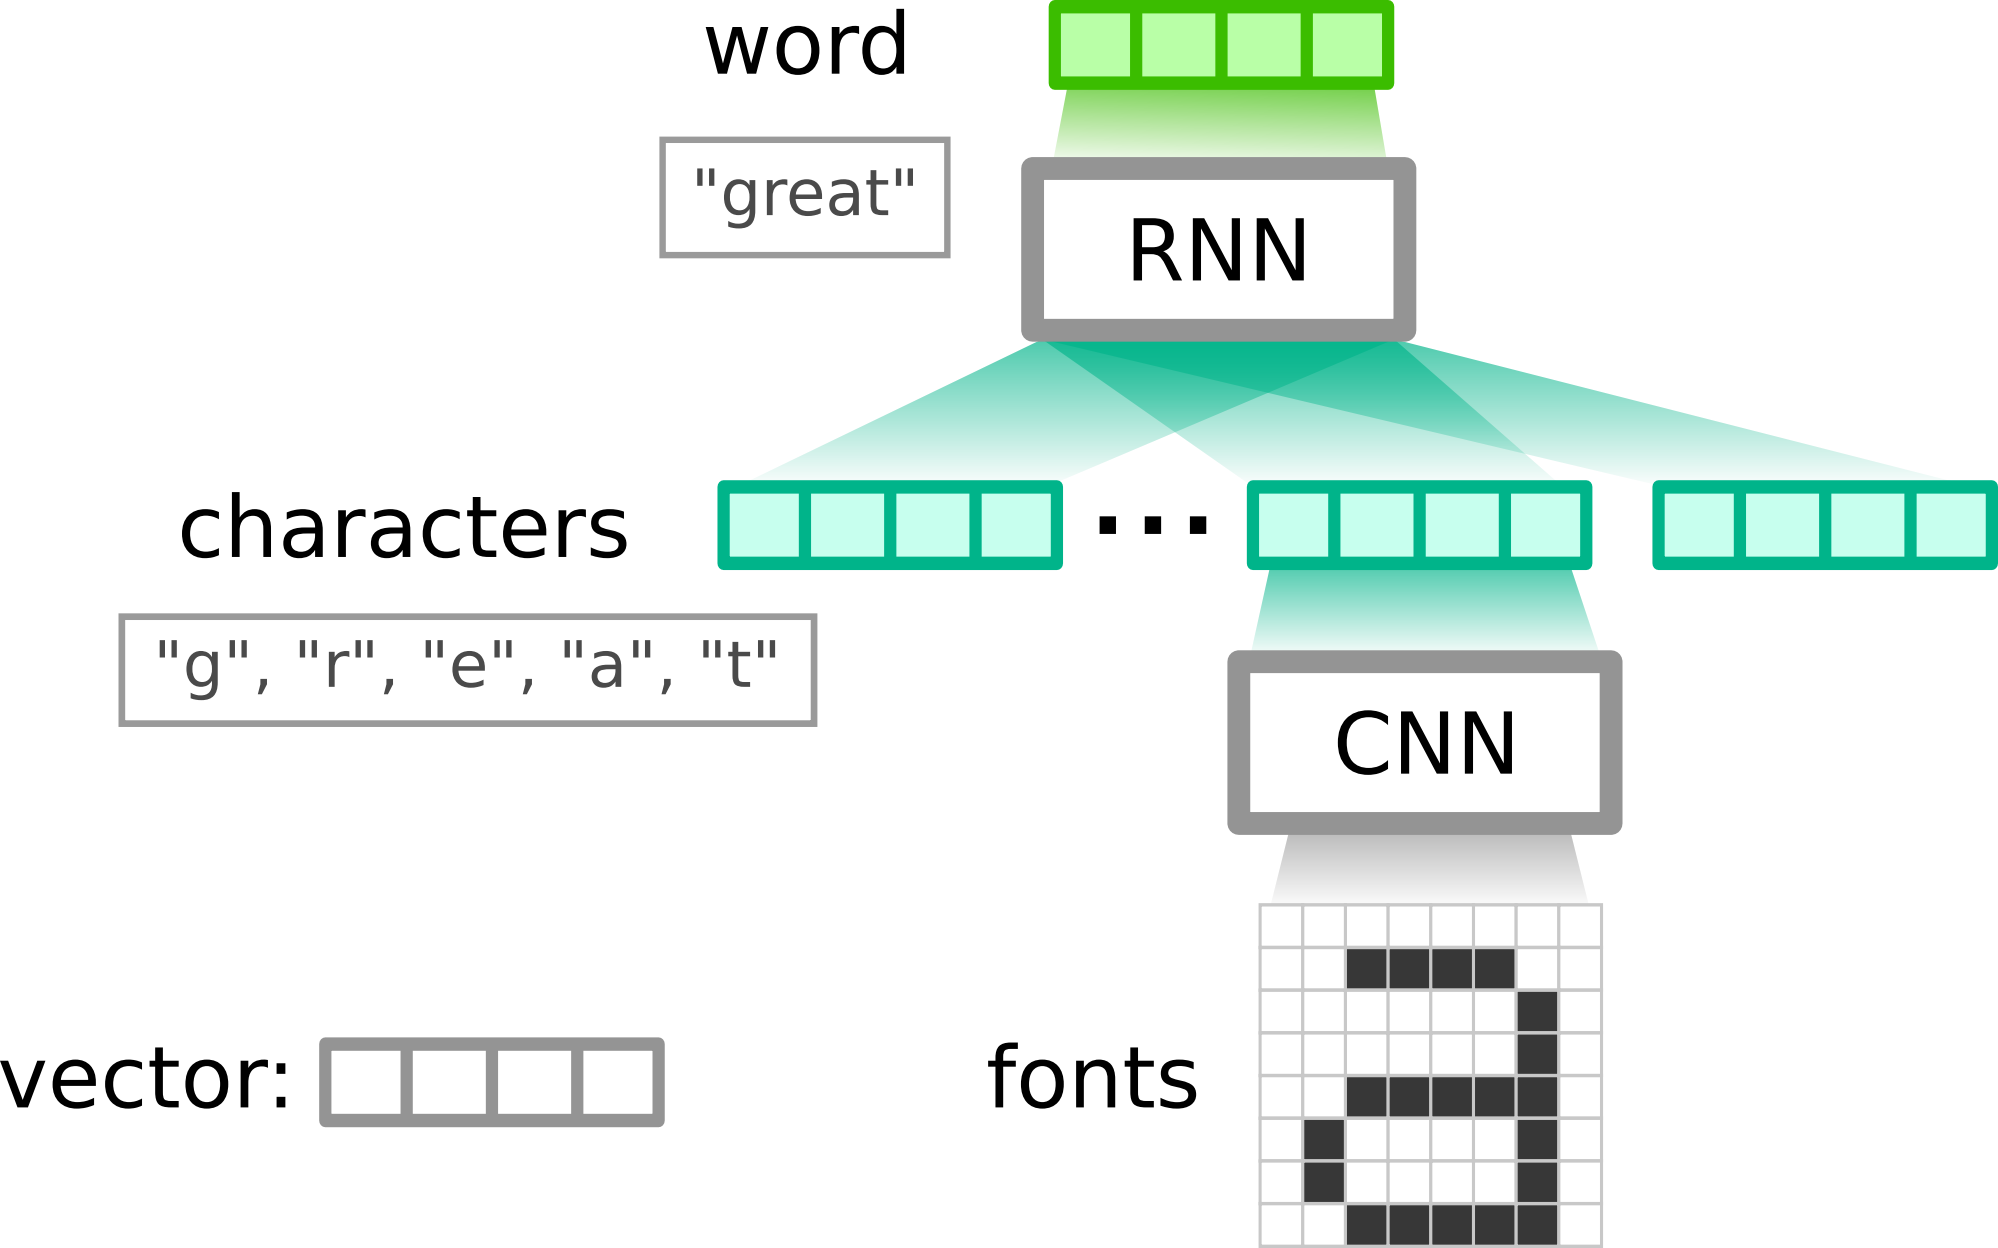 word
"great"
RNN
characters
...
"g", "r", "e", "a", "t"
CNN
vector:
fonts
a